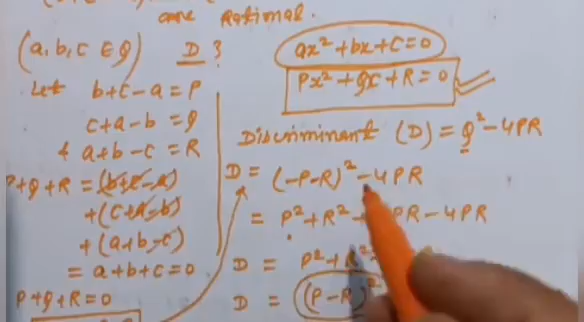 are rational.
(a, b, c ∈ Q) D?
Let b+c-a = P
c+a-b = Q
& a+b-c = R
P+Q+R = (b+c-a)
+(c+a-b)
+(a+b-c)
= a+b+c = 0
P+Q+R = 0
ax²+bx+c=0
Px²+Qx+R=0
Discriminant (D) = Q²-4PR
D = (-P-R)²-4PR
= P²+R²+ PR-4PR
D = P²+R²
D = (P-R)²